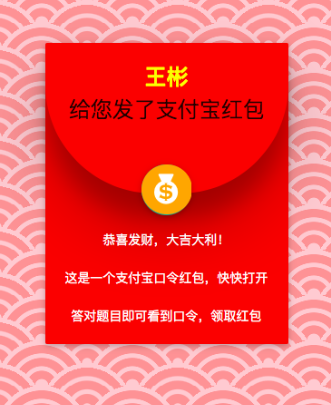 王彬
给您发了支付宝红包
$
恭喜发财，大吉大利！
这是一个支付宝口令红包，快快打开
答对题目即可看到口令，领取红包